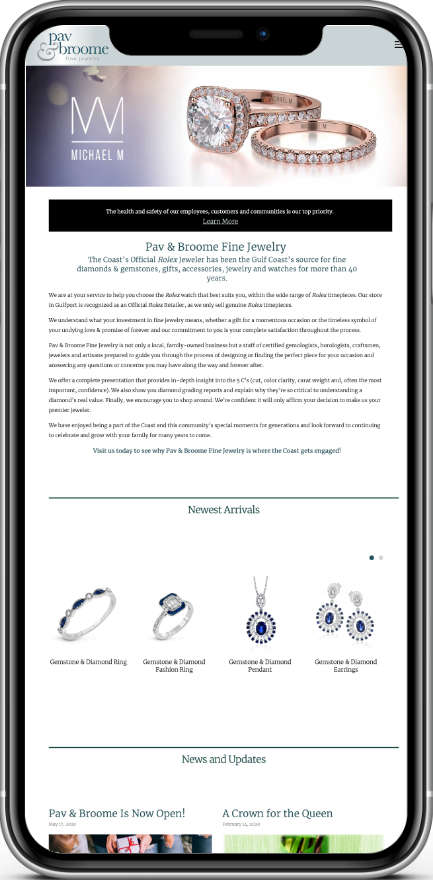 pav
& broome
fine jewelry
MICHAEL M
MICHAEL M
The health and safety of our employees, customers and communities is our top priority.
Learn More
Pav & Broome Fine Jewelry
The Coast's Official Rolex Jeweler has been the Gulf Coast's source for fine
diamonds & gemstones, gifts, accessories, jewelry and watches for more than 40
years.
We are at your service to help you choose the Rolex watch that best suits you, within the wide range of Rolex timepieces. Our store
in Gulfport is recognized as an Official Rolex Retailer, as we only sell genuine Rolex timepieces.
We understand what your investment in fine jewelry means, whether a gift for a momentous occasion or the timeless symbol of
your undying love & promise of forever and our commitment to you is your complete satisfaction throughout the process.
Pav & Broome Fine Jewelry is not only a local, family-owned business but a staff of certified gemologists, horologists, craftsmen,
jewelers and artisans prepared to guide you through the process of designing or finding the perfect piece for your occasion and
answering any questions or concerns you may have along the way and forever after.
We offer a complete presentation that provides in-depth insight into the 5 C's (cut, color clarity, carat weight and, often the most
important, confidence). We also show you diamond grading reports and explain why they're so critical to understanding a
diamond's real value. Finally, we encourage you to shop around. We're confident it will only affirm your decision to make us your
premier jeweler.
We have enjoyed being a part of the Coast and this community's special moments for generations and look forward to continuing
to celebrate and grow with your family for many years to come.
Visit us today to see why Pav & Broome Fine Jewelry is where the Coast gets engaged!
Newest Arrivals
Gemstone & Diamond Ring
Gemstone & Diamond
Fashion Ring
Gemstone & Diamond
Pendant
Gemstone & Diamond
Earrings
News and Updates
Pav & Broome Is Now Open!
A Crown for the Queen